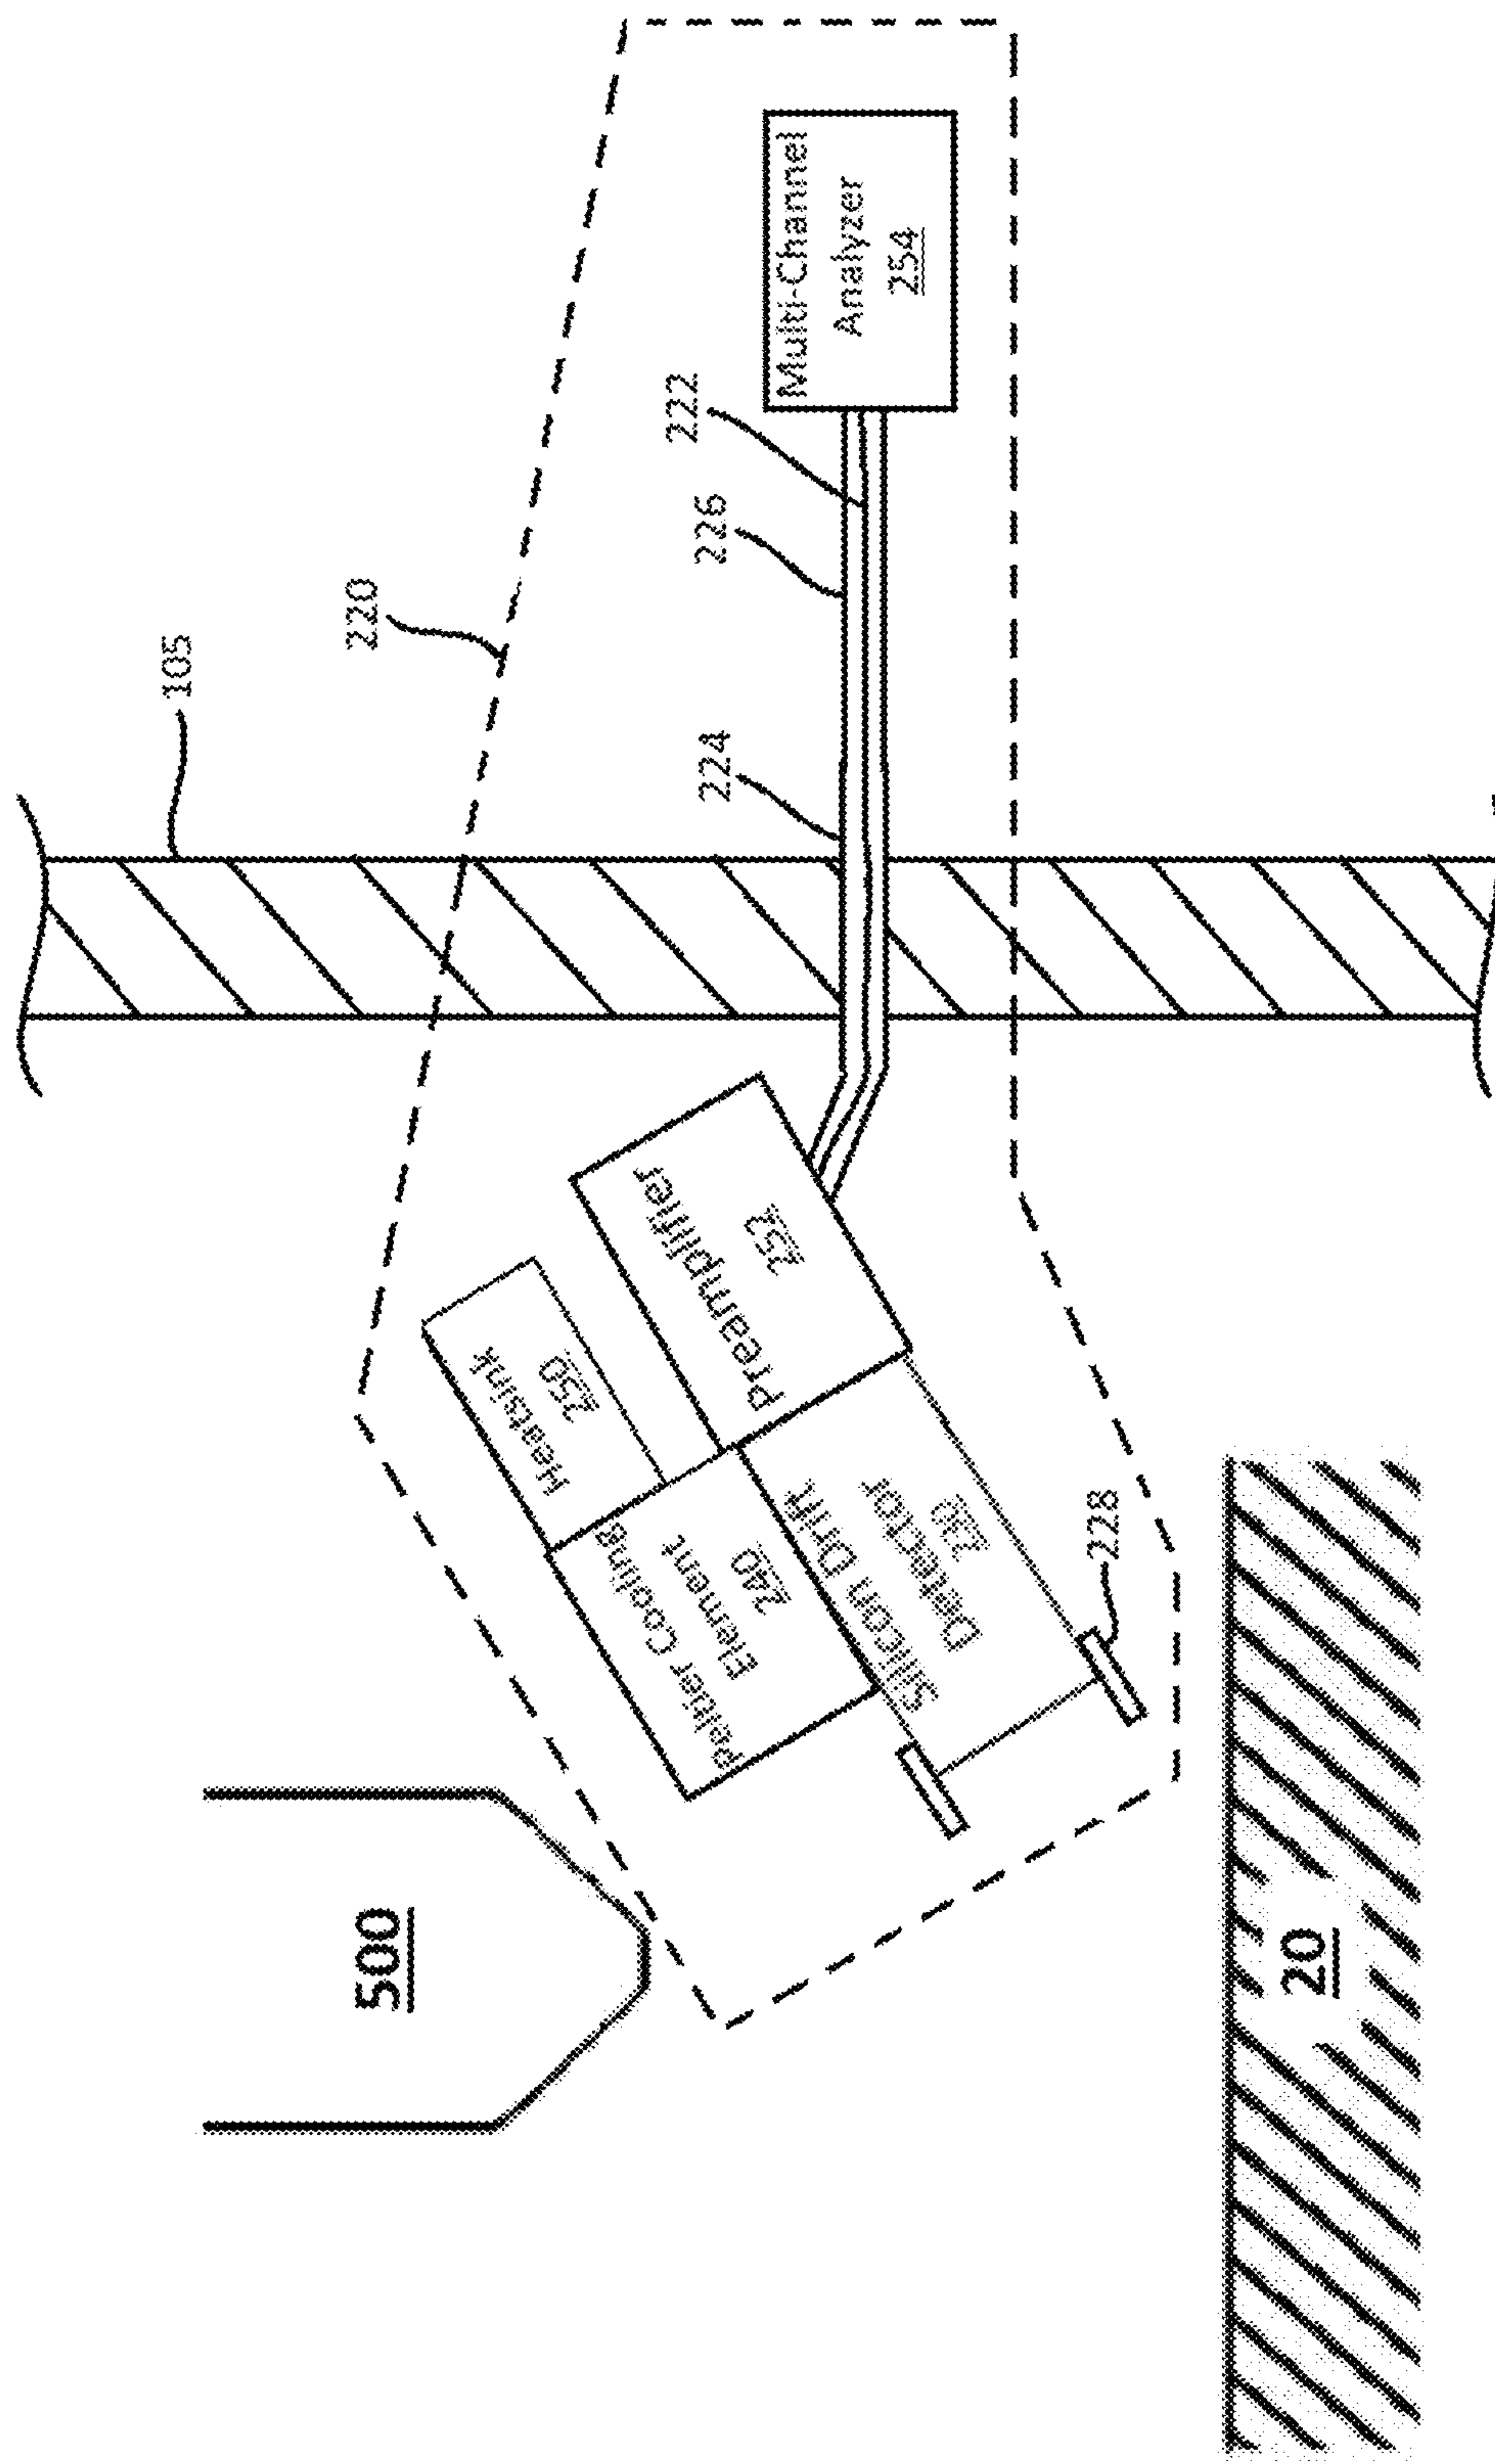 500
20
105
220
222
226
224
Multi-Channel
Analyzer
254
Preamplifier
252
Heatsink
250
Peltier Cooling
Element
240
Silicon Drift
Detector
230
228